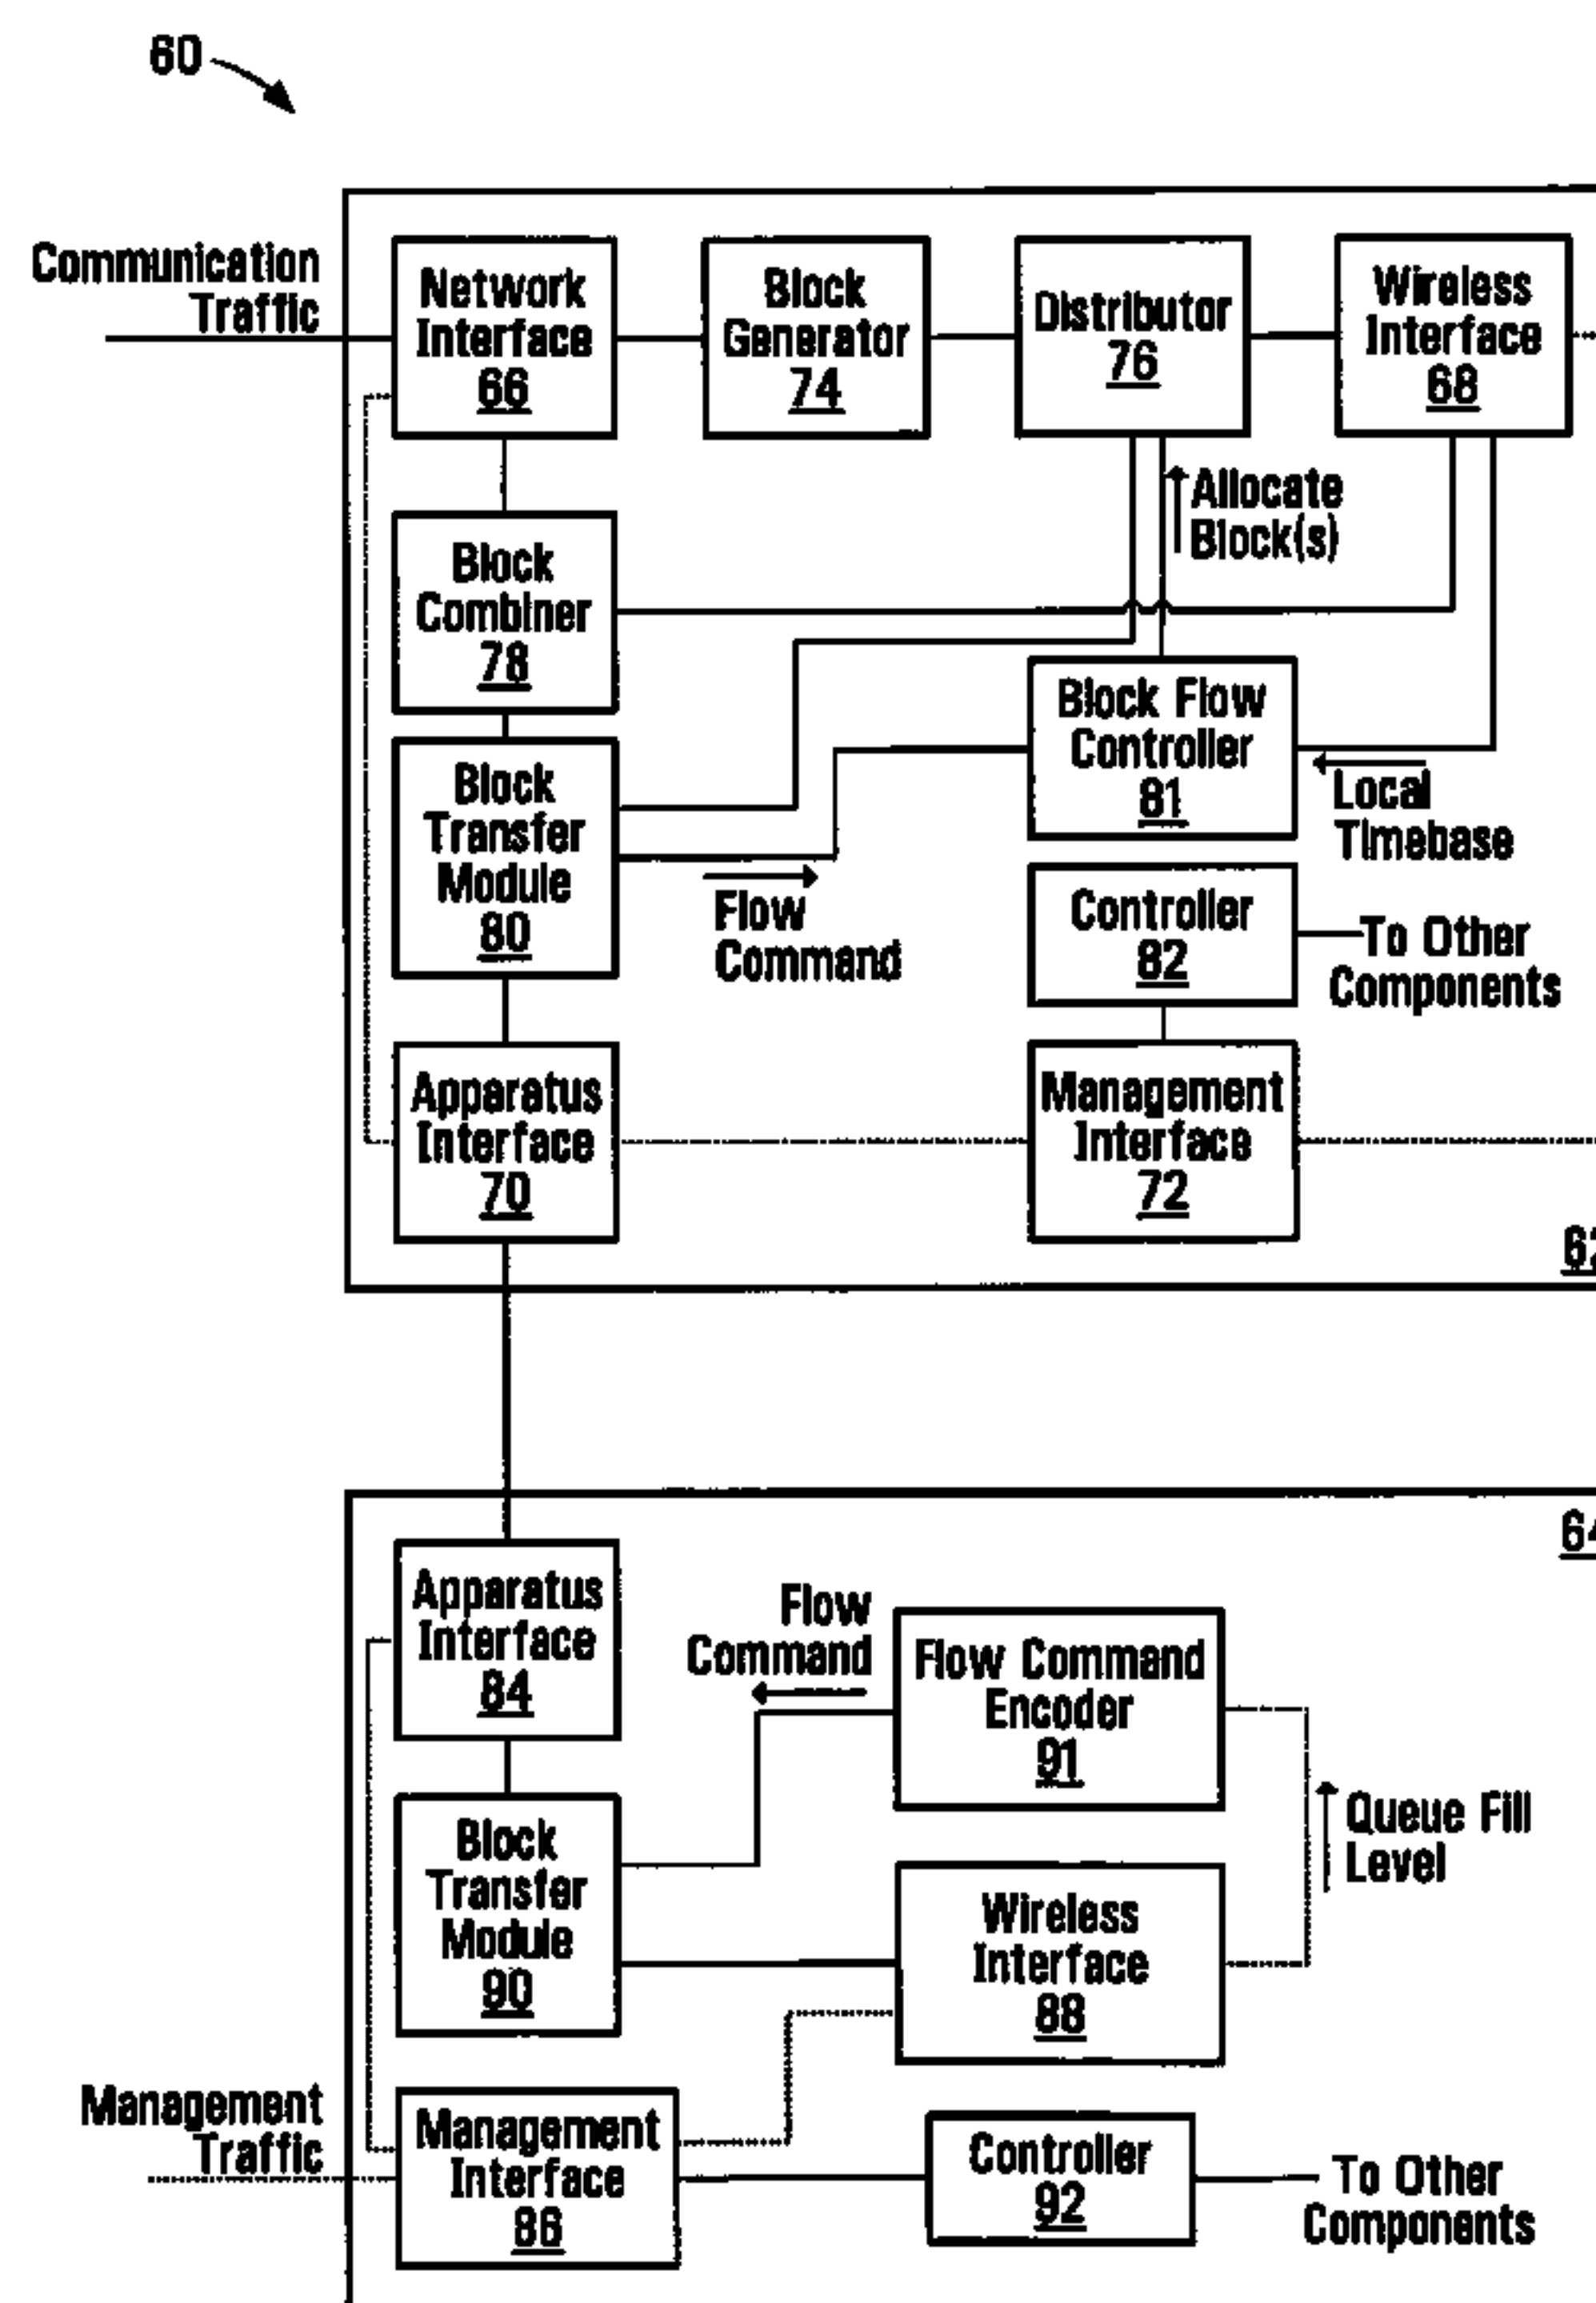 60
Communication
Traffic
Network
Interface
66
Block
Generator
74
Distributor
76
Wireless
Interface
68
Allocate
Block(s)
Block
Combiner
78
Block Flow
Controller
81
Local
Timebase
Block
Transfer
Module
80
Flow
Command
Controller
82
To Other
Components
Apparatus
Interface
70
Management
Interface
72
62
64
Apparatus
Interface
84
Flow
Command
Flow Command
Encoder
91
Queue Fill
Level
Block
Transfer
Module
90
Wireless
Interface
88
Management
Traffic
Management
Interface
86
Controller
92
To Other
Components